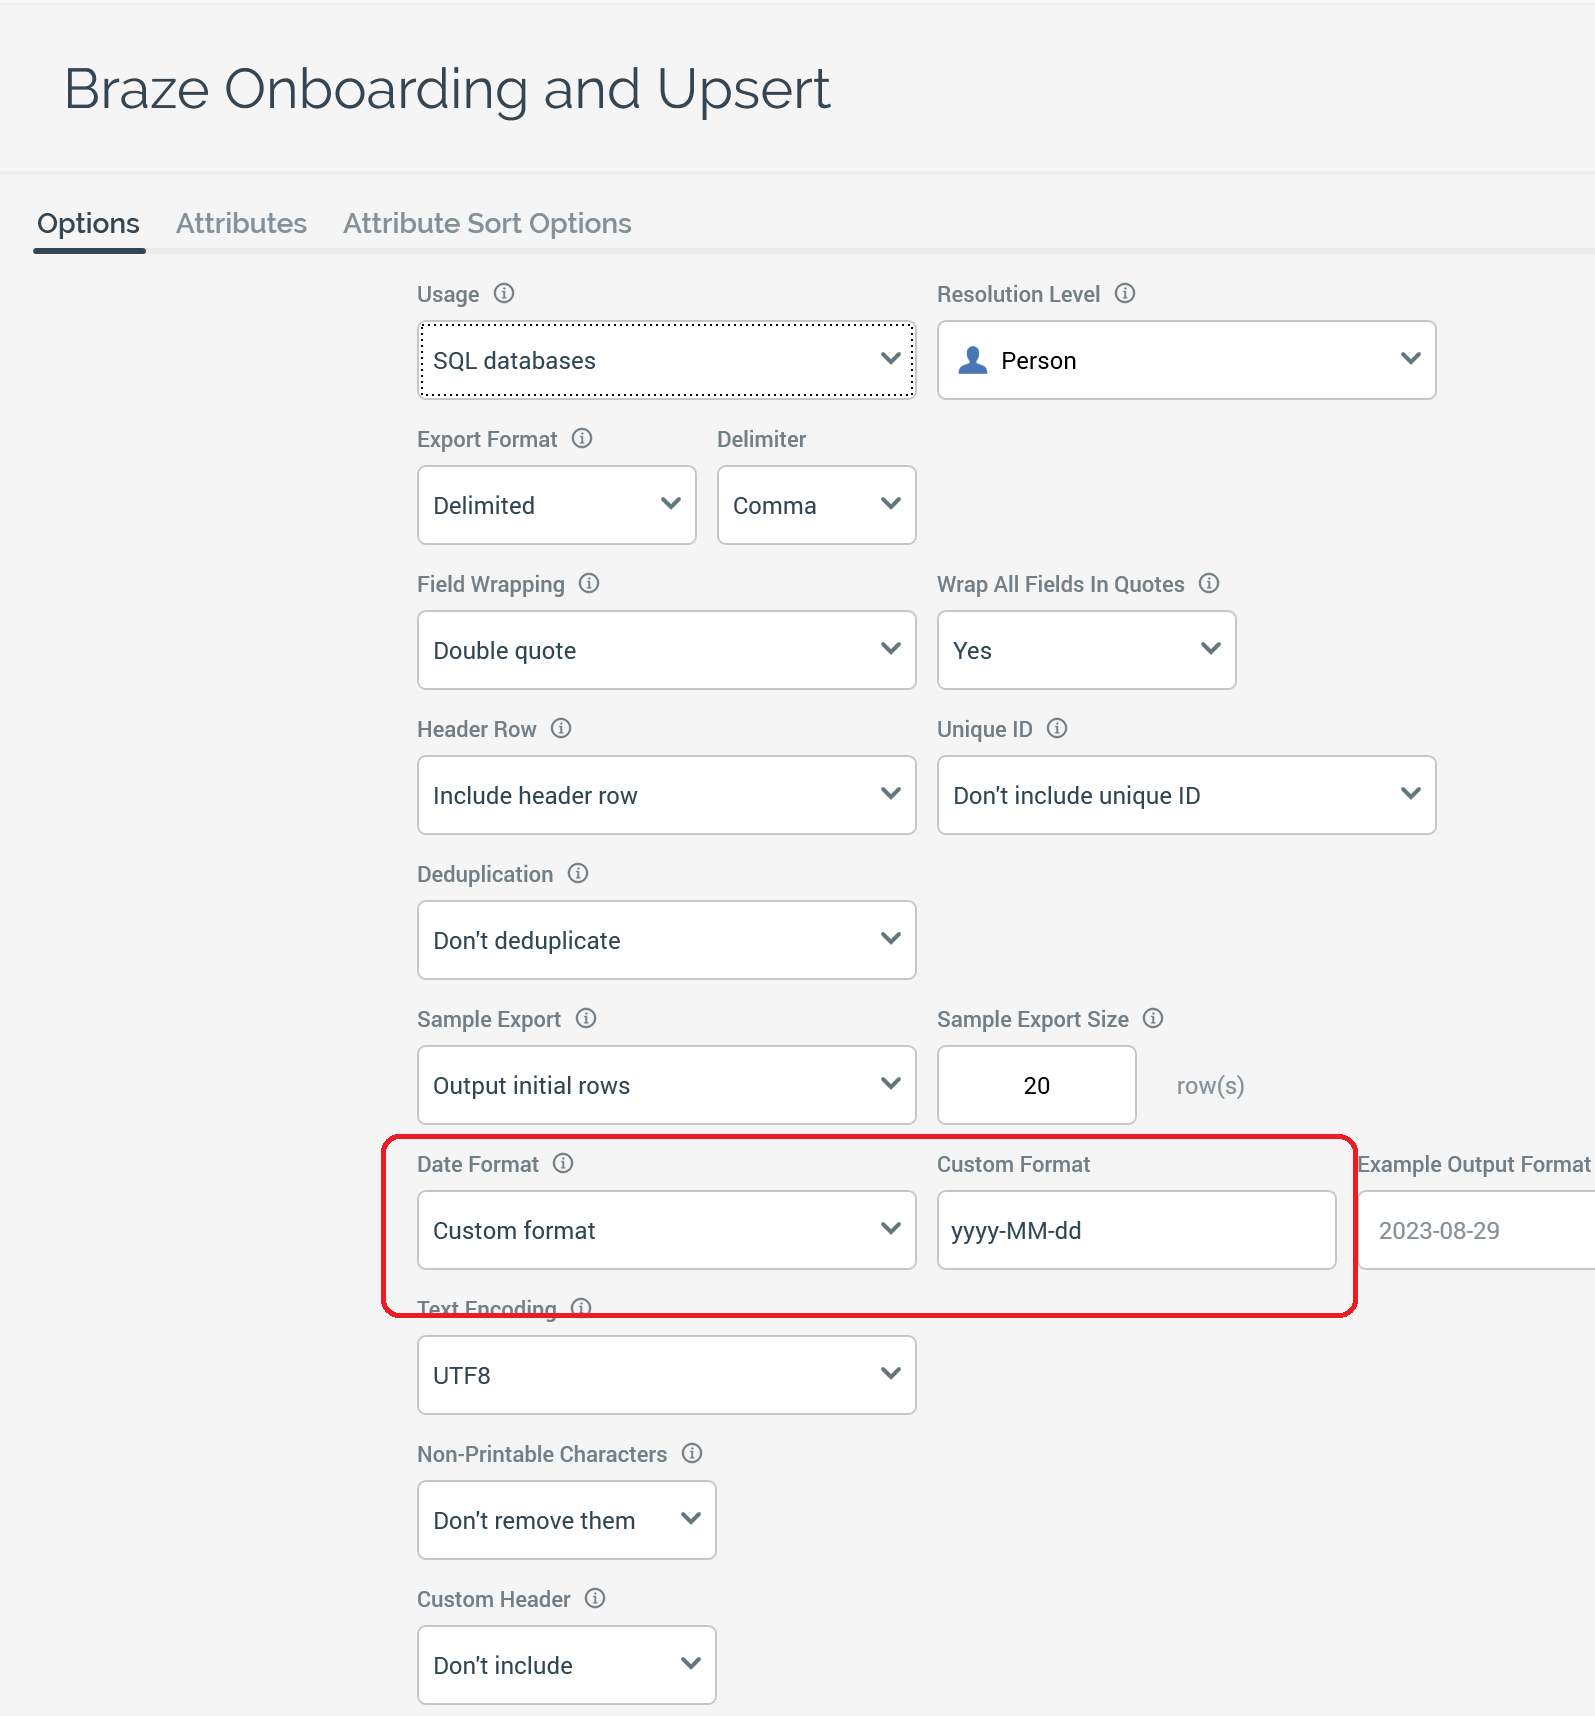 Braze Onboarding and Upsert
Options Attributes Attribute Sort Options
Usage Resolution Level
SQL databases Person
Export Format Delimiter
Delimited Comma
Field Wrapping Wrap All Fields In Quotes
Double quote Yes
Header Row Unique ID
Include header row Don't include unique ID
Deduplication
Don't deduplicate
Sample Export Sample Export Size
Output initial rows 20 row(s)
Date Format Custom Format Example Output Format
Custom format yyyy-MM-dd 2023-08-29
Text Encoding
UTF8
Non-Printable Characters
Don't remove them
Custom Header
Don't include